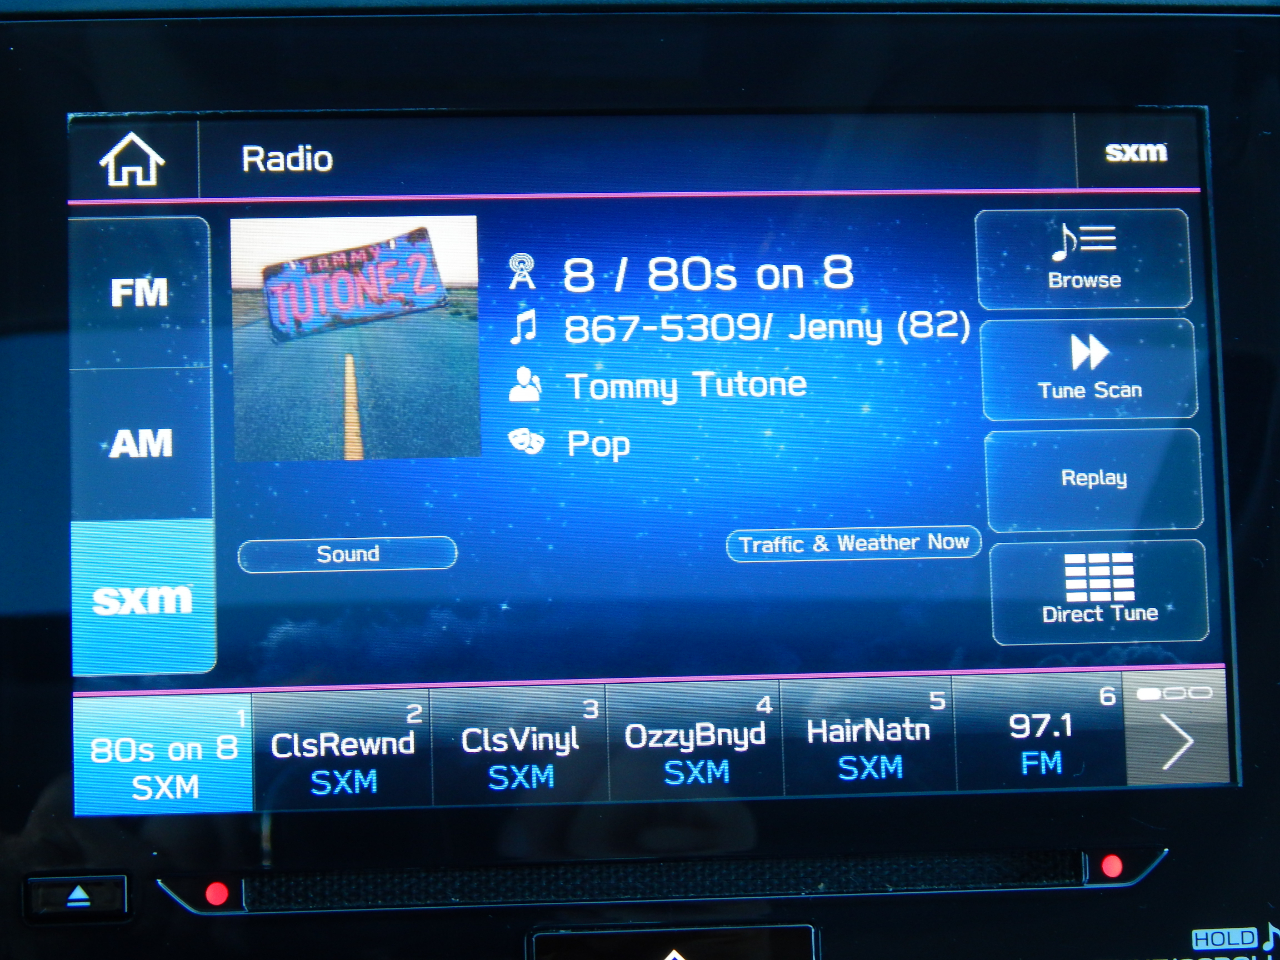 Radio
sxm
FM
AM
sxm
TOMMY
TUTONE-2
8 / 80s on 8
867-5309/ Jenny (82)
Tommy Tutone
Pop
Browse
Tune Scan
Replay
Direct Tune
Sound
Traffic & Weather Now
1
80s on 8
SXM
2
ClsRewnd
SXM
3
ClsVinyl
SXM
4
OzzyBnyd
SXM
5
HairNatn
SXM
6
97.1
FM
HOLD